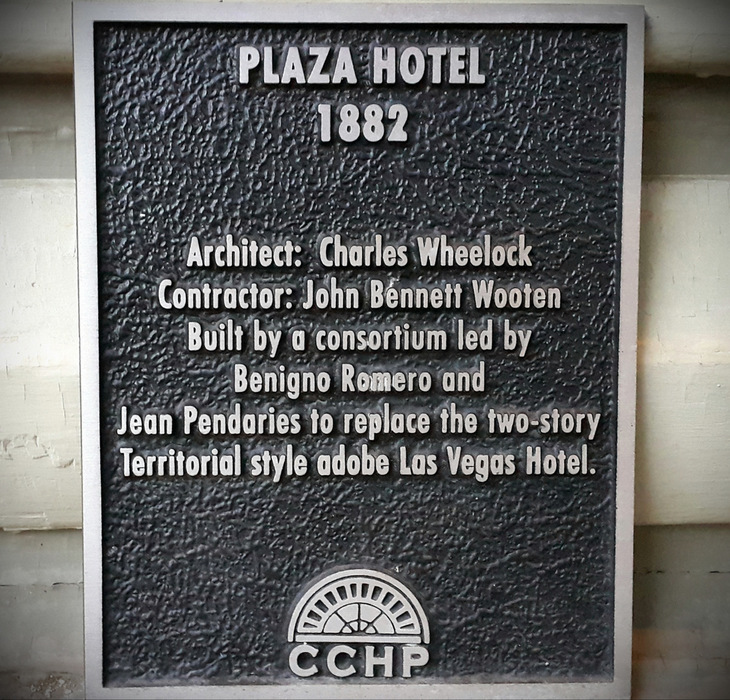 PLAZA HOTEL
1882
Architect: Charles Wheelock
Contractor: John Bennett Wooten
Built by a consortium led by
Benigno Romero and
Jean Pendaries to replace the two-story
Territorial style adobe Las Vegas Hotel.
CCHP